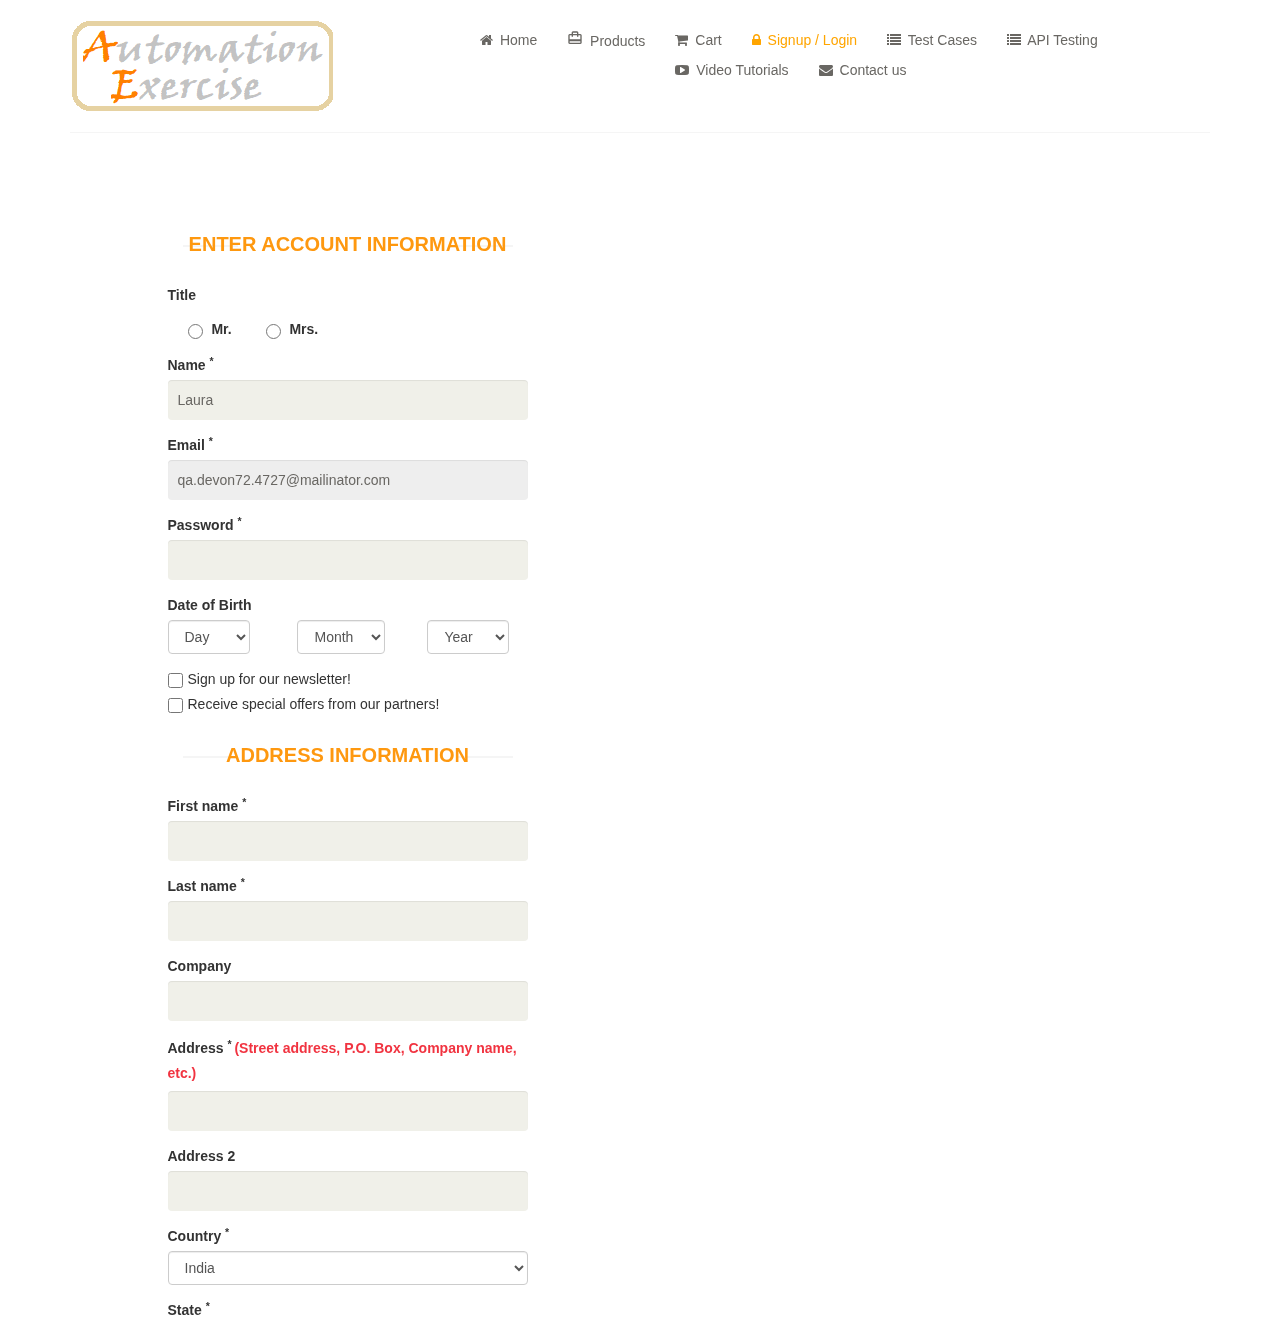 Automation
Exercise
Home
Products
Cart
Signup / Login
Test Cases
API Testing
Video Tutorials
Contact us
ENTER ACCOUNT INFORMATION
Title
Mr.
Mrs.
Name *
Laura
Email *
qa.devon72.4727@mailinator.com
Password *
Date of Birth
Day
Month
Year
Sign up for our newsletter!
Receive special offers from our partners!
ADDRESS INFORMATION
First name *
Last name *
Company
Address * (Street address, P.O. Box, Company name,
etc.)
Address 2
Country *
India
State *